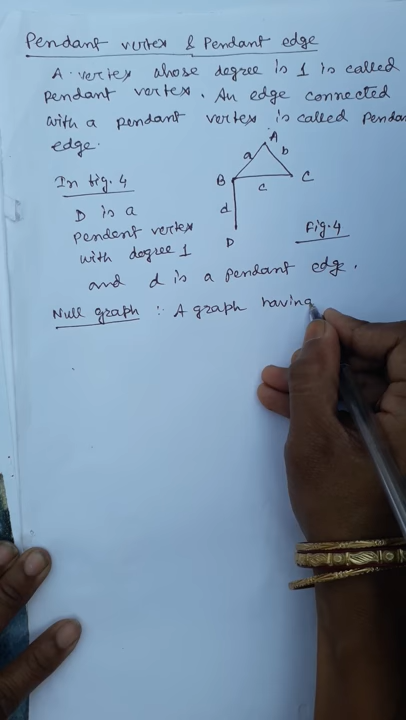 Pendant vertex & Pendant edge
A vertex whose degree is 1 is called
Pendant vertex. An edge connected
with a pendant vertex is called Pendan
edge.
In fig. 4
D is a
Pendent vertex
with degree 1
and d is a pendant edge.
A
a
b
B
c
C
d
D
Fig. 4
Null graph : A graph having